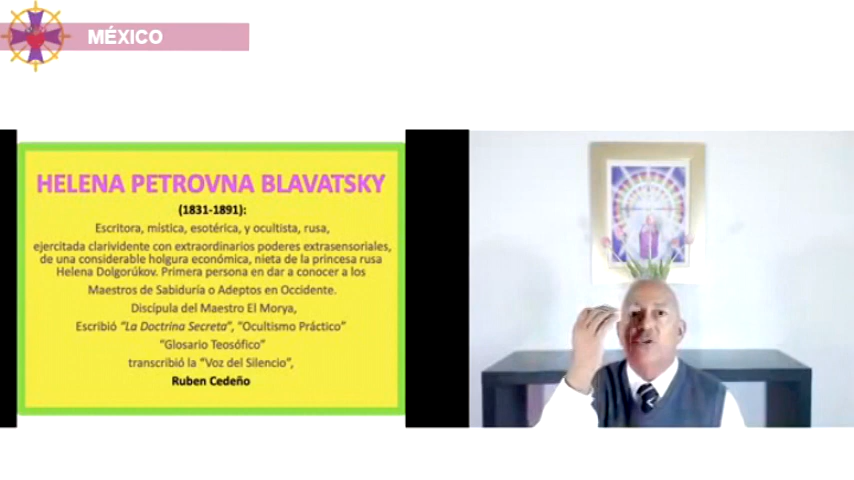 MÉXICO
HELENA PETROVNA BLAVATSKY
(1831-1891):
Escritora, mística, esotérica, y ocultista, rusa,
ejercitada clarividente con extraordinarios poderes extrasensoriales,
de una considerable holgura económica, nieta de la princesa rusa
Helena Dolgorúkov. Primera persona en dar a conocer a los
Maestros de Sabiduría o Adeptos en Occidente.
Discípula del Maestro El Morya,
Escribió “La Doctrina Secreta”, “Ocultismo Práctico”
“Glosario Teosófico”
transcribió la “Voz del Silencio”,
Ruben Cedeño